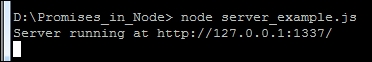 D:\Promises_in_Node> node server_example.js
Server running at http://127.0.0.1:1337/